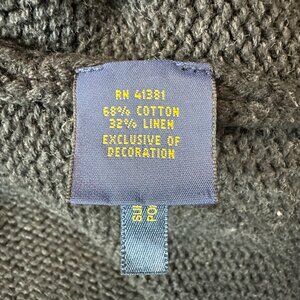 RN 41381
68% COTTON
32% LINEN
EXCLUSIVE OF
DECORATION